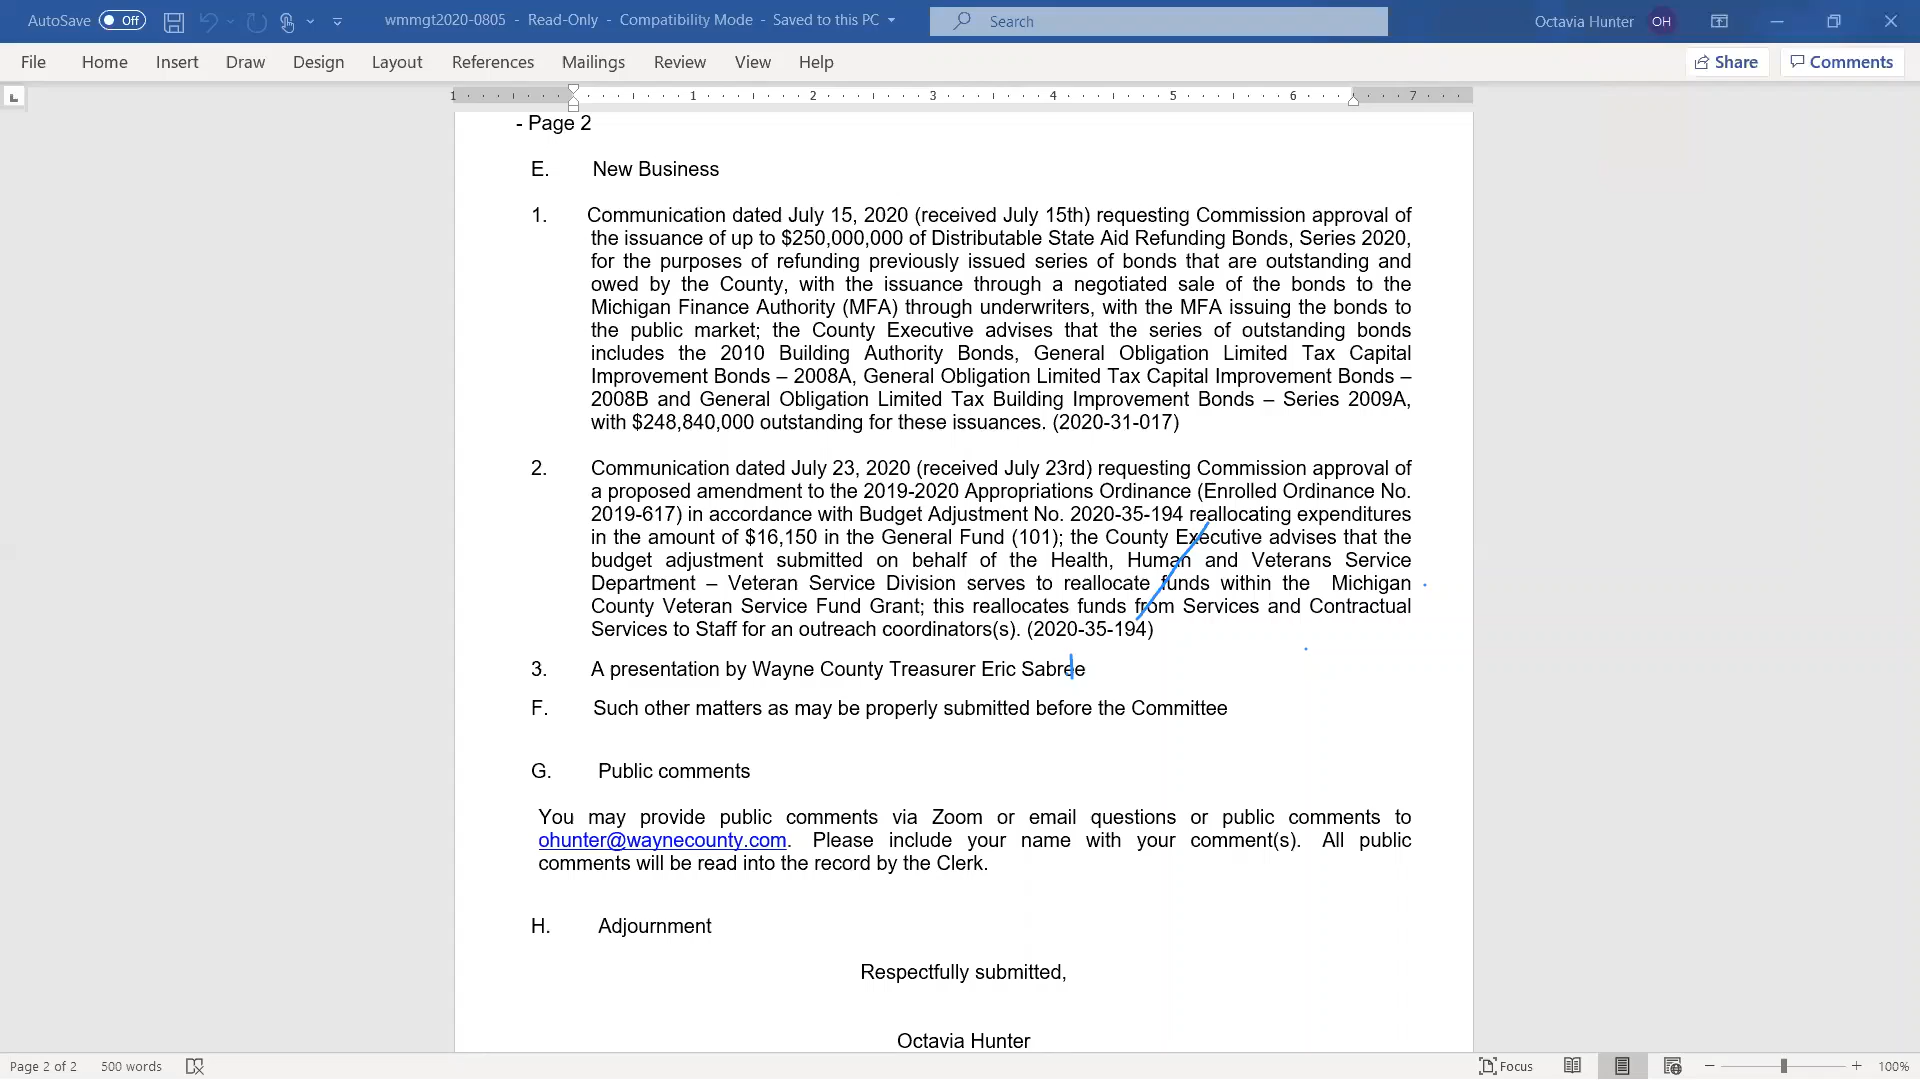 AutoSave Off wmmgt2020-0805 - Read-Only - Compatibility Mode - Saved to this PC Search Octavia Hunter OH
File Home Insert Draw Design Layout References Mailings Review View Help Share Comments
1 1 2 3 4 5 6 7
- Page 2
E. New Business
1. Communication dated July 15, 2020 (received July 15th) requesting Commission approval of
the issuance of up to $250,000,000 of Distributable State Aid Refunding Bonds, Series 2020,
for the purposes of refunding previously issued series of bonds that are outstanding and
owed by the County, with the issuance through a negotiated sale of the bonds to the
Michigan Finance Authority (MFA) through underwriters, with the MFA issuing the bonds to
the public market; the County Executive advises that the series of outstanding bonds
includes the 2010 Building Authority Bonds, General Obligation Limited Tax Capital
Improvement Bonds – 2008A, General Obligation Limited Tax Capital Improvement Bonds –
2008B and General Obligation Limited Tax Building Improvement Bonds – Series 2009A,
with $248,840,000 outstanding for these issuances. (2020-31-017)
2. Communication dated July 23, 2020 (received July 23rd) requesting Commission approval of
a proposed amendment to the 2019-2020 Appropriations Ordinance (Enrolled Ordinance No.
2019-617) in accordance with Budget Adjustment No. 2020-35-194 reallocating expenditures
in the amount of $16,150 in the General Fund (101); the County Executive advises that the
budget adjustment submitted on behalf of the Health, Human and Veterans Service
Department – Veteran Service Division serves to reallocate funds within the Michigan
County Veteran Service Fund Grant; this reallocates funds from Services and Contractual
Services to Staff for an outreach coordinators(s). (2020-35-194)
3. A presentation by Wayne County Treasurer Eric Sabree
F. Such other matters as may be properly submitted before the Committee
G. Public comments
You may provide public comments via Zoom or email questions or public comments to
ohunter@waynecounty.com. Please include your name with your comment(s). All public
comments will be read into the record by the Clerk.
H. Adjournment
Respectfully submitted,
Octavia Hunter
Page 2 of 2 500 words Focus 100%